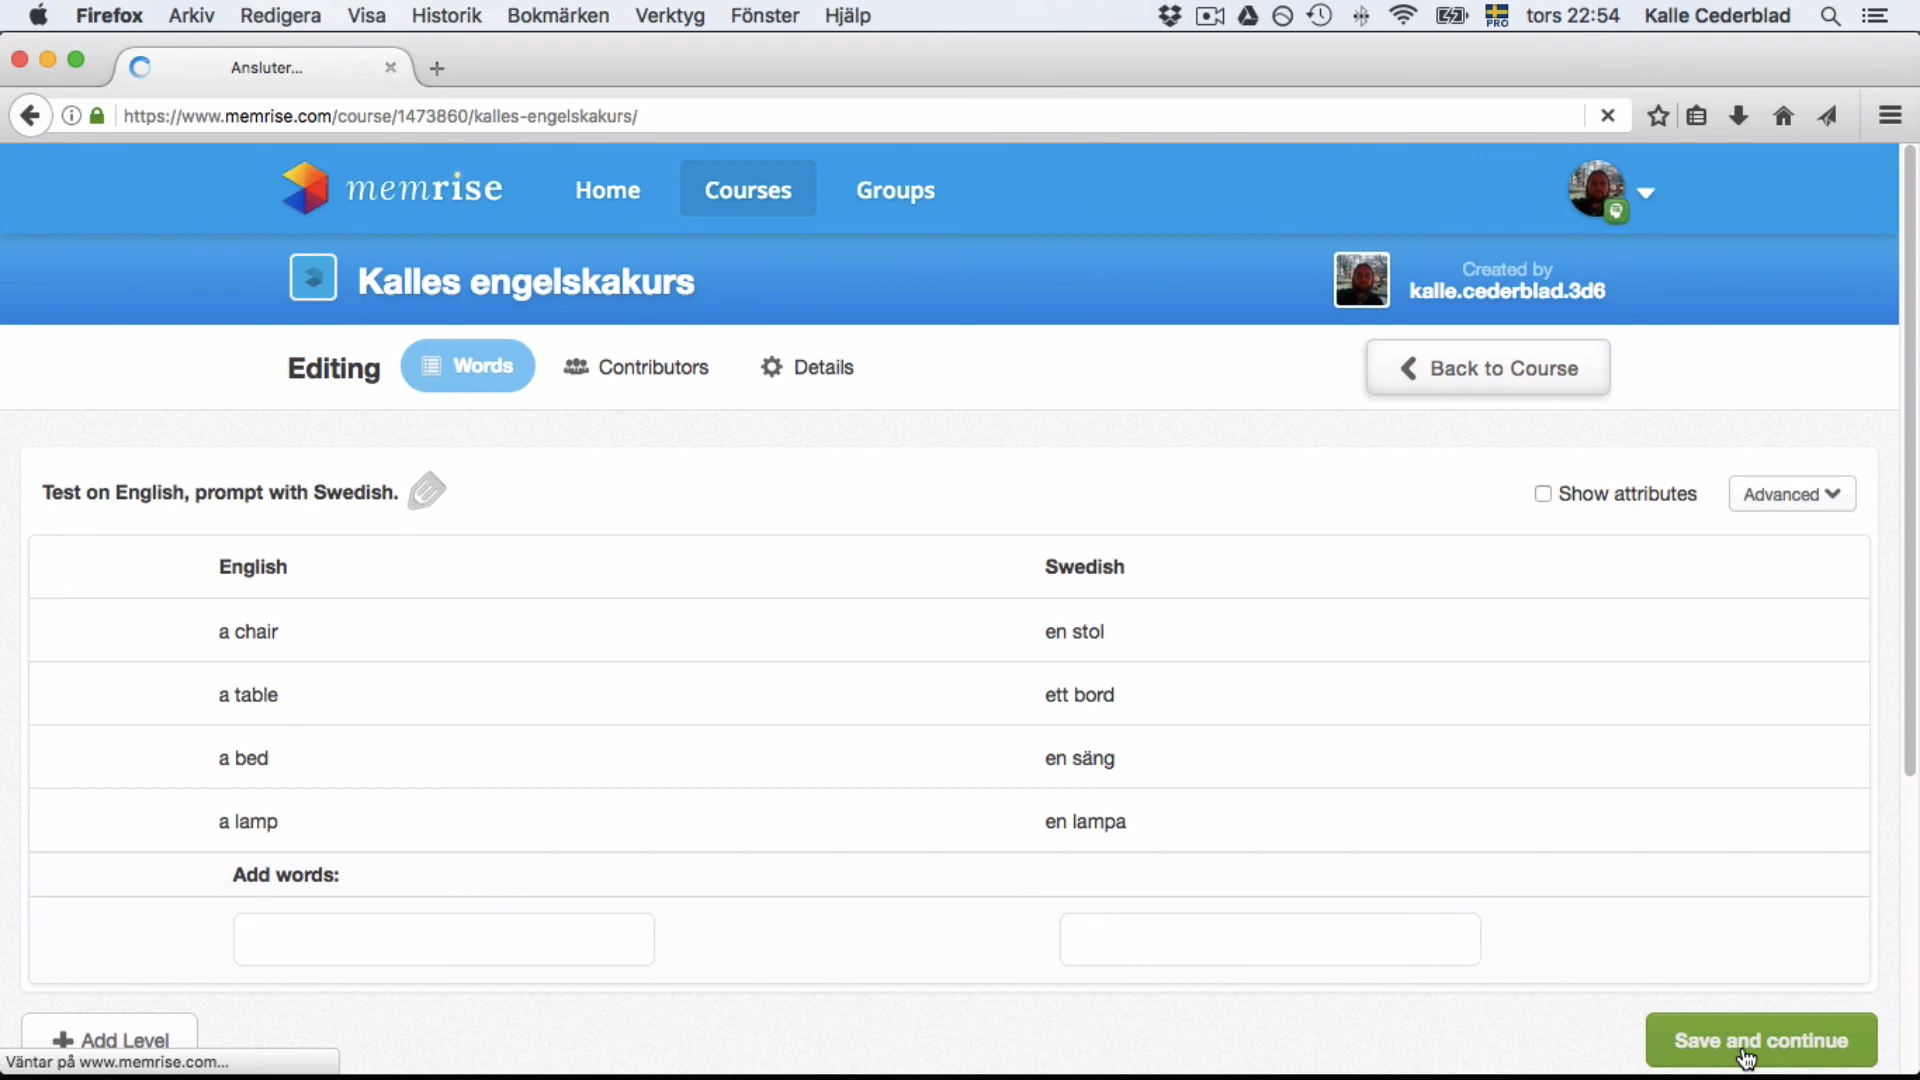 Firefox Arkiv Redigera Visa Historik Bokmärken Verktyg Fönster Hjälp PRO tors 22:54 Kalle Cederblad
Ansluter...
https://www.memrise.com/course/1473860/kalles-engelskakurs/
memrise Home Courses Groups
Kalles engelskakurs
Created by
kalle.cederblad.3d6
Editing Words Contributors Details Back to Course
Test on English, prompt with Swedish. Show attributes Advanced
English Swedish
a chair en stol
a table ett bord
a bed en säng
a lamp en lampa
Add words:
Add Level Save and continue
Väntar på www.memrise.com...